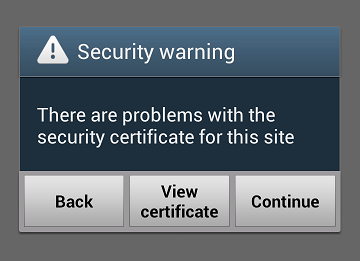 Security warning
There are problems with the
security certificate for this site
Back
View
certificate
Continue